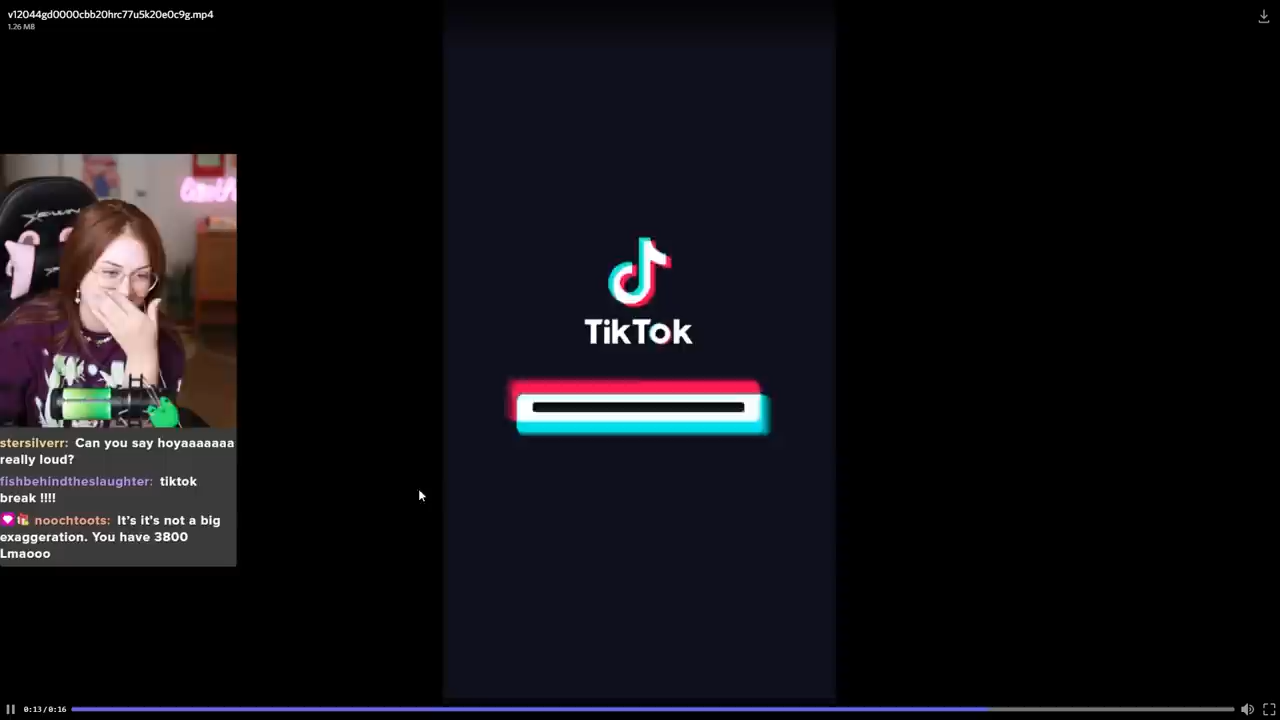 v12044gd0000cbb20hrc77u5k20e0c9g.mp4
1.26 MB
TikTok
stersilverr: Can you say hoyaaaaaaa
really loud?
fishbehindtheslaughter: tiktok
break !!!!
noochtoots: It’s it’s not a big
exaggeration. You have 3800
Lmaooo
0:13/0:16